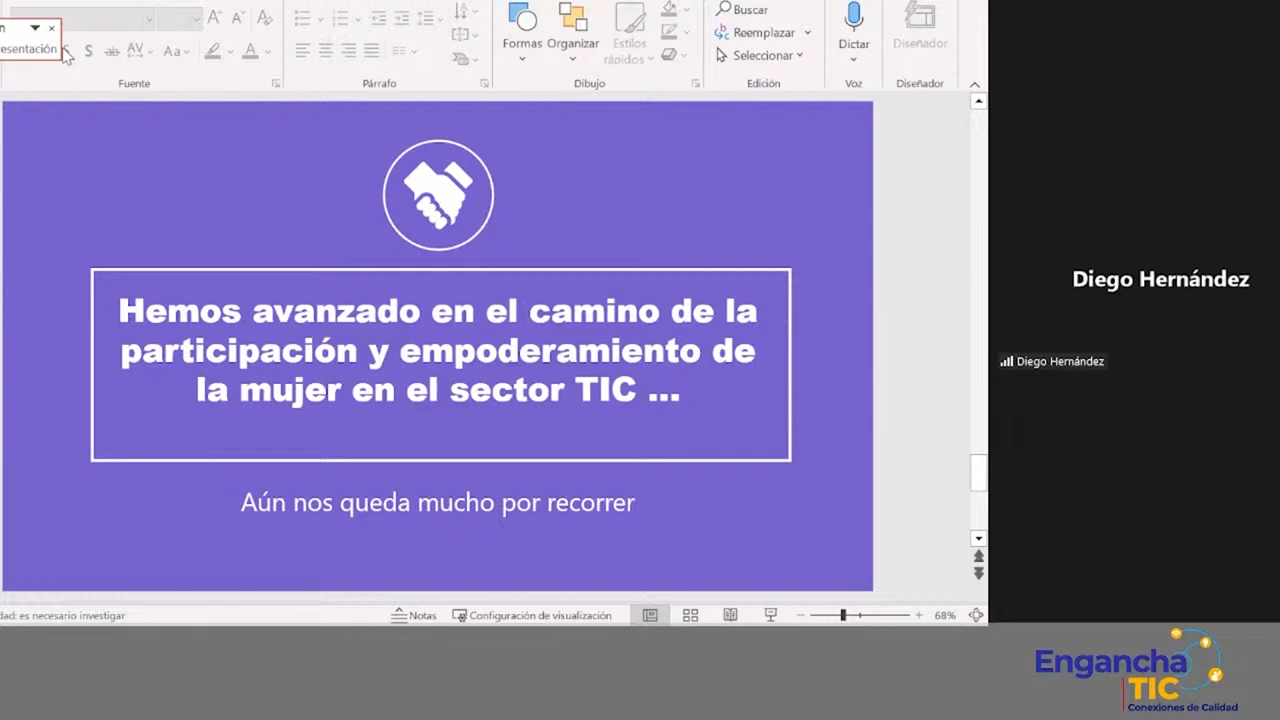 Buscar
Reemplazar
Seleccionar
Formas
Organizar
Estilos
rápidos
Dictar
Diseñador
esentación
Aa
Fuente
Párrafo
Dibujo
Edición
Voz
Diseñador
Hemos avanzado en el camino de la
participación y empoderamiento de
la mujer en el sector TIC ...
Aún nos queda mucho por recorrer
Diego Hernández
Diego Hernández
dad: es necesario investigar
Notas
Configuración de visualización
68%
Engancha
TIC
Conexiones de Calidad